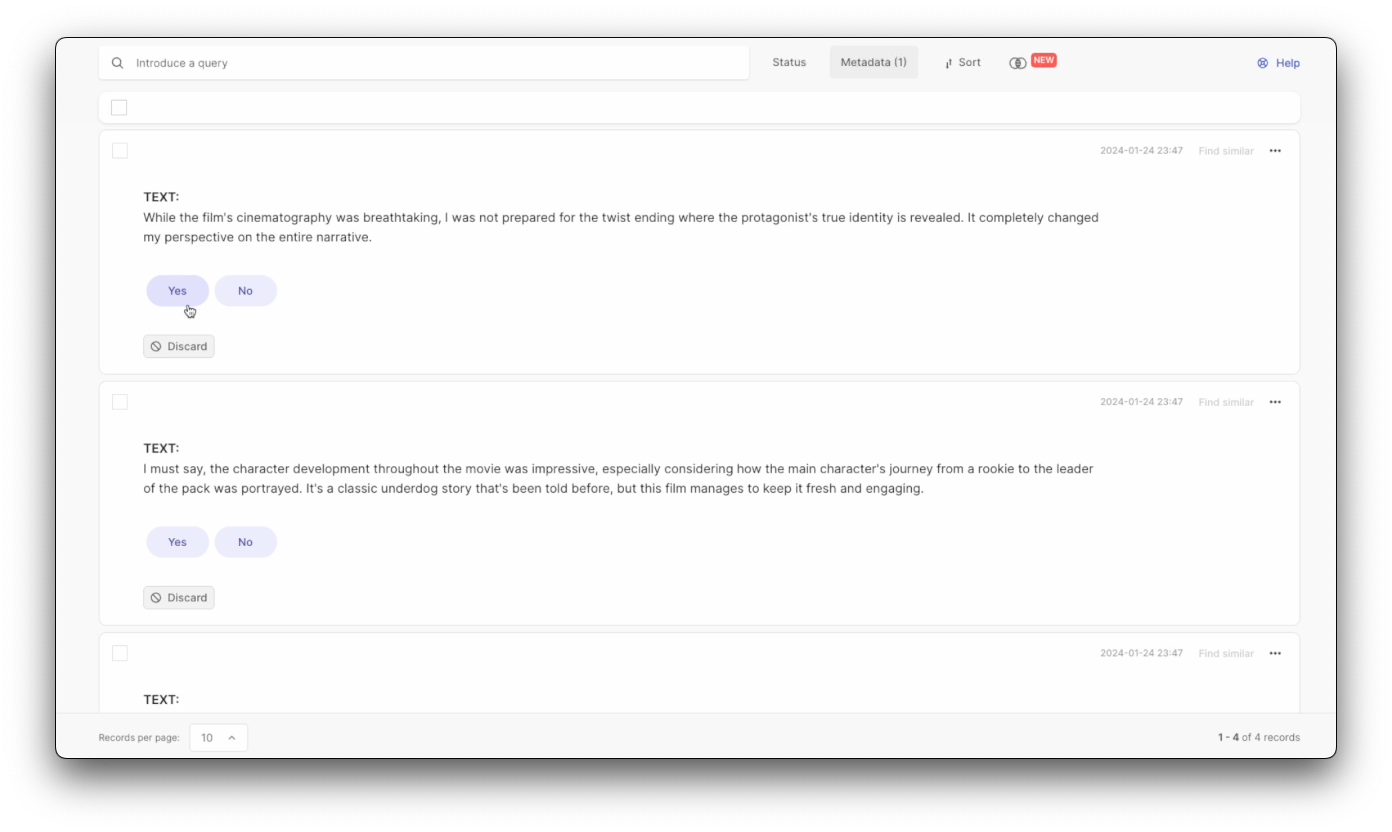 Introduce a query
Status
Metadata (1)
Sort
NEW
Help
2024-01-24 23:47
Find similar
TEXT:
While the film's cinematography was breathtaking, I was not prepared for the twist ending where the protagonist's true identity is revealed. It completely changed
my perspective on the entire narrative.
Yes
No
Discard
2024-01-24 23:47
Find similar
TEXT:
I must say, the character development throughout the movie was impressive, especially considering how the main character's journey from a rookie to the leader
of the pack was portrayed. It's a classic underdog story that's been told before, but this film manages to keep it fresh and engaging.
Yes
No
Discard
2024-01-24 23:47
Find similar
TEXT:
Records per page:
10
1 - 4 of 4 records